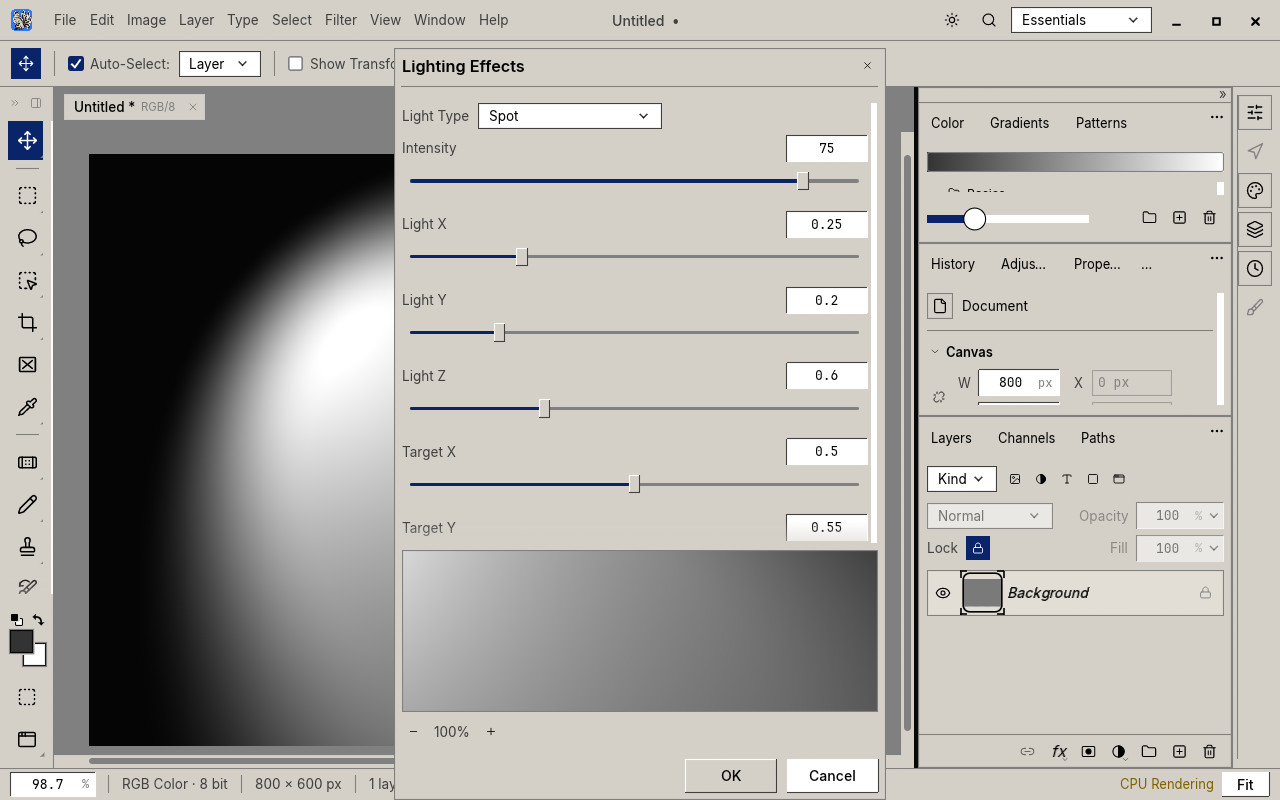 File Edit Image Layer Type Select Filter View Window Help
Untitled •
Essentials
Auto-Select:
Layer
Show Transfo
Lighting Effects
Untitled * RGB/8
Light Type
Spot
Intensity
75
Light X
0.25
Light Y
0.2
Light Z
0.6
Target X
0.5
Target Y
0.55
100%
OK
Cancel
Color Gradients Patterns
History Adjus... Prope... ...
Document
Canvas
W 800 px X 0 px
Layers Channels Paths
Kind
Normal Opacity 100 %
Lock Fill 100 %
Background
98.7 %
RGB Color · 8 bit
800 × 600 px
1 lay
CPU Rendering
Fit